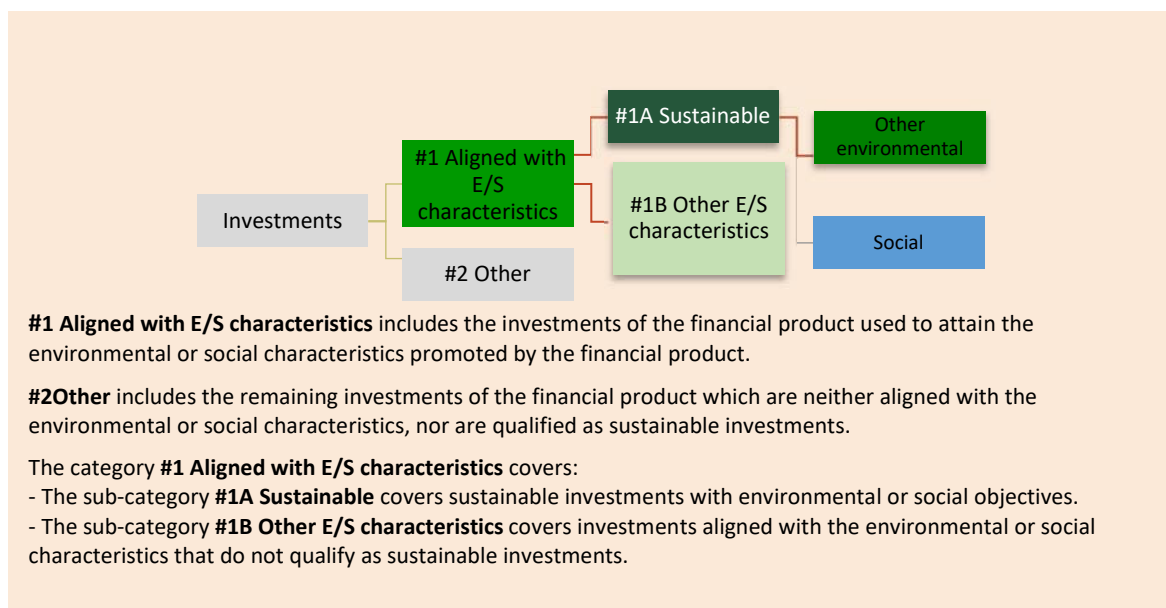 #1A Sustainable
Other
environmental
#1 Aligned with
E/S
characteristics
#1B Other E/S
characteristics
Investments
Social
#2 Other
#1 Aligned with E/S characteristics includes the investments of the financial product used to attain the
environmental or social characteristics promoted by the financial product.
#2Other includes the remaining investments of the financial product which are neither aligned with the
environmental or social characteristics, nor are qualified as sustainable investments.
The category #1 Aligned with E/S characteristics covers:
- The sub-category #1A Sustainable covers sustainable investments with environmental or social objectives.
- The sub-category #1B Other E/S characteristics covers investments aligned with the environmental or social
characteristics that do not qualify as sustainable investments.